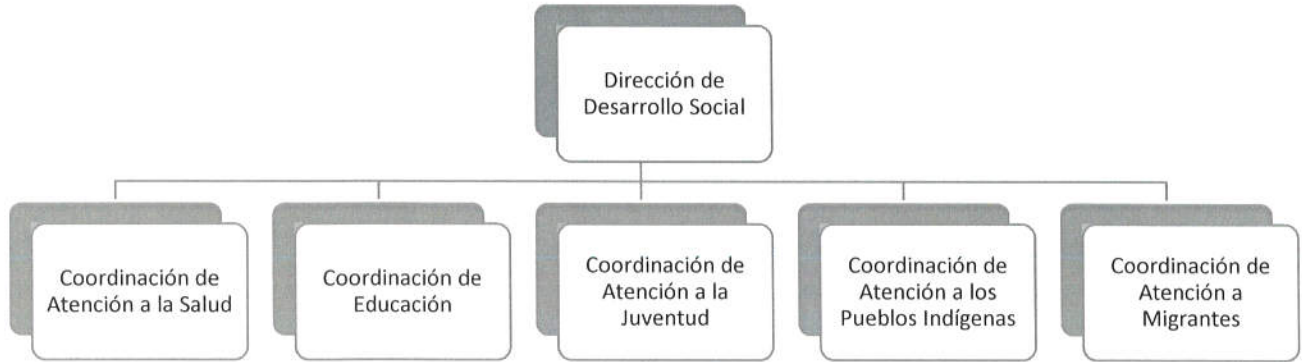 Dirección de
Desarrollo Social
Coordinación de
Atención a la Salud
Coordinación de
Educación
Coordinación de
Atención a la
Juventud
Coordinación de
Atención a los
Pueblos Indígenas
Coordinación de
Atención a
Migrantes